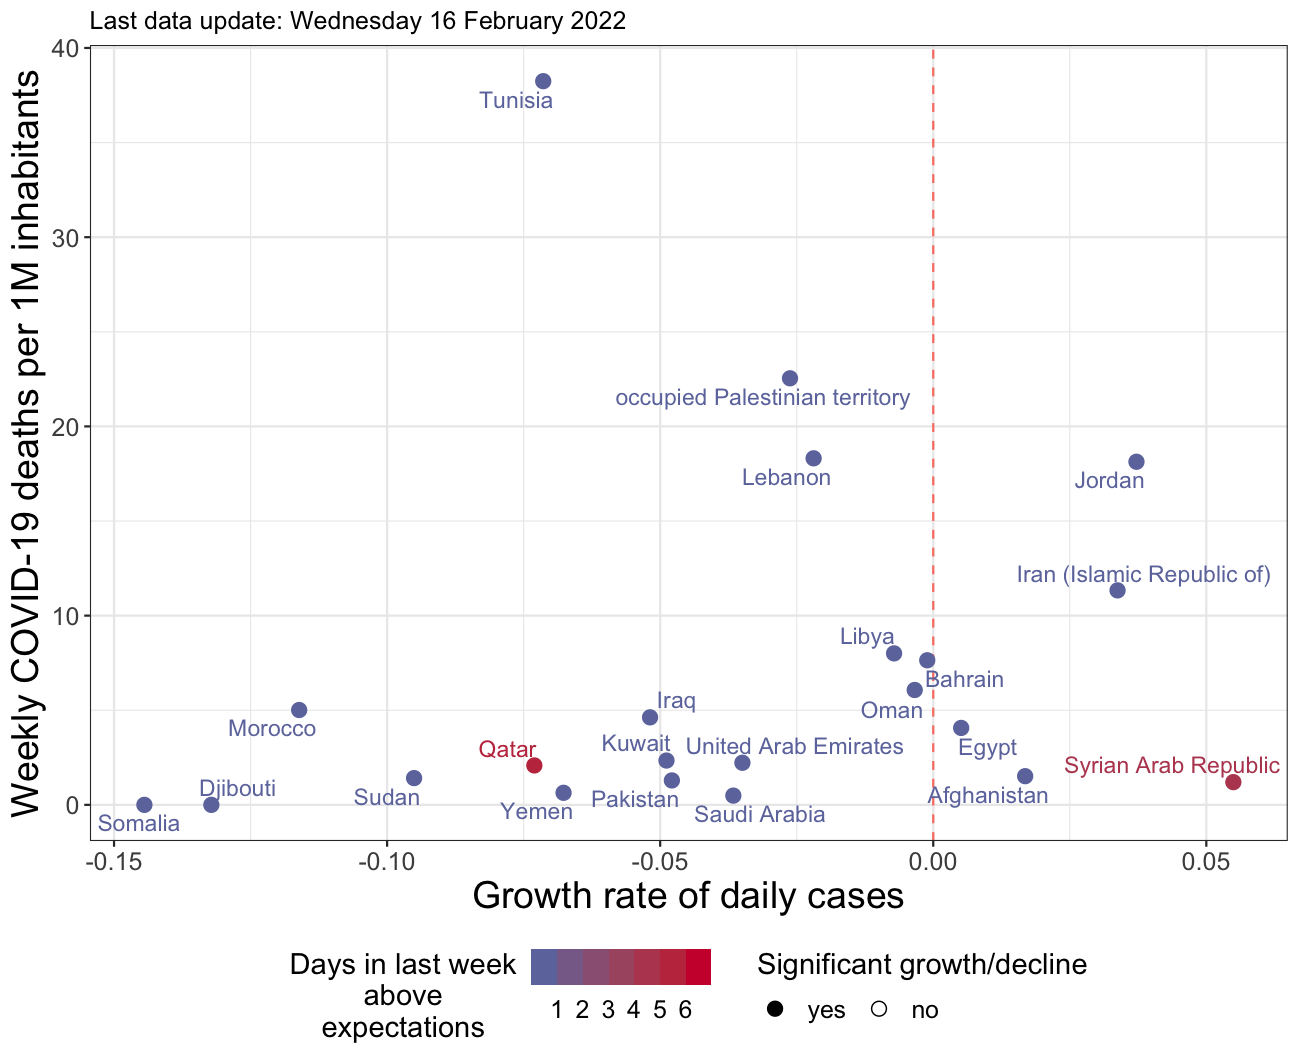 Last data update: Wednesday 16 February 2022
Weekly COVID-19 deaths per 1M inhabitants
40
30
20
10
0
Tunisia
occupied Palestinian territory
Lebanon
Jordan
Iran (Islamic Republic of)
Libya
Bahrain
Iraq
Oman
Morocco
Kuwait
United Arab Emirates
Egypt
Qatar
Syrian Arab Republic
Djibouti
Sudan
Pakistan
Afghanistan
Yemen
Saudi Arabia
Somalia
-0.15
-0.10
-0.05
0.00
0.05
Growth rate of daily cases
Days in last week
above
expectations
1 2 3 4 5 6
Significant growth/decline
yes no